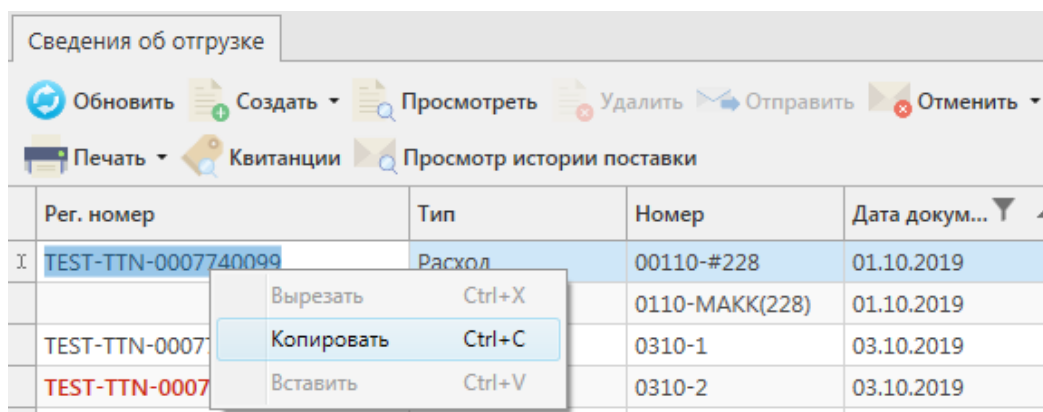 Сведения об отгрузке
Обновить Создать Просмотреть Удалить Отправить Отменить
Печать Квитанции Просмотр истории поставки
Рег. номер Тип Номер Дата докум...
TEST-TTN-0007740099 Расход 00110-#228 01.10.2019
Вырезать Ctrl+X
0110-МАКК(228) 01.10.2019
Копировать Ctrl+C
TEST-TTN-0007 0310-1 03.10.2019
Вставить Ctrl+V
TEST-TTN-0007 0310-2 03.10.2019